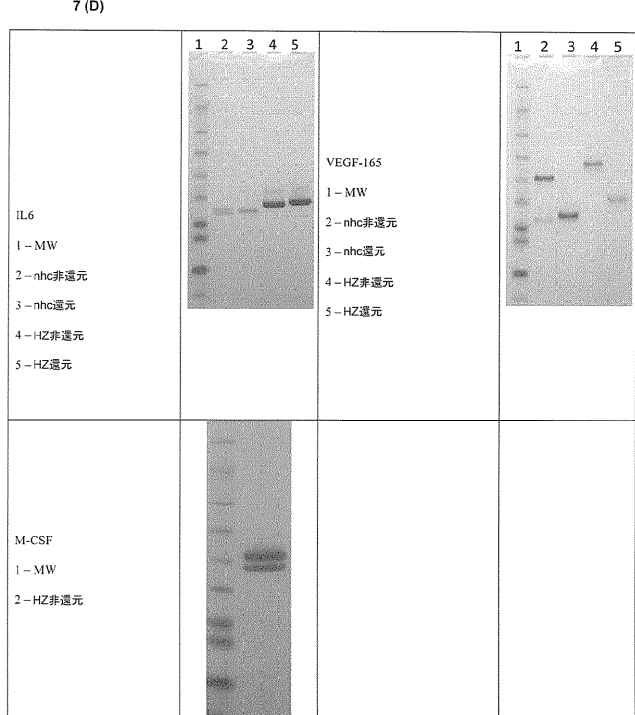 7 (D)
1 2 3 4 5
IL6
1 – MW
2 – nhc非還元
3 – nhc還元
4 – HZ非還元
5 – HZ還元
1 2 3 4 5
VEGF-165
1 – MW
2 – nhc非還元
3 – nhc還元
4 – HZ非還元
5 – HZ還元
M-CSF
1 – MW
2 – HZ非還元